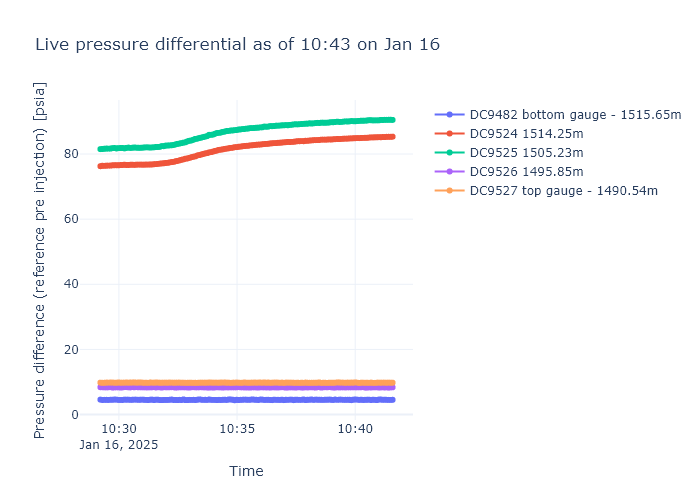 Live pressure differential as of 10:43 on Jan 16
Pressure difference (reference pre injection) [psia]
80
60
40
20
0
10:30
Jan 16, 2025
10:35
10:40
Time
DC9482 bottom gauge - 1515.65m
DC9524 1514.25m
DC9525 1505.23m
DC9526 1495.85m
DC9527 top gauge - 1490.54m